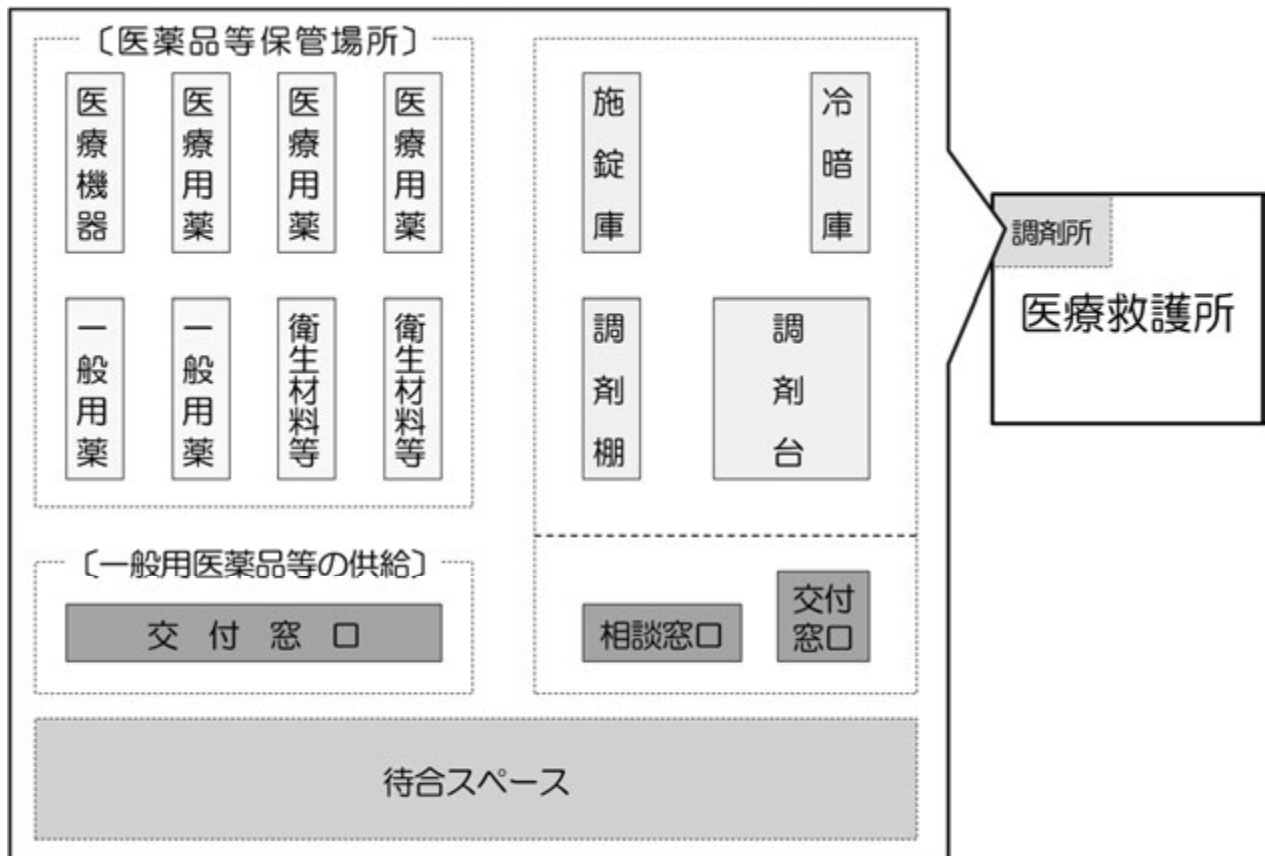 〔医薬品等保管場所〕
医療機器
医療用薬
医療用薬
医療用薬
一般用薬
一般用薬
衛生材料等
衛生材料等
施錠庫
冷暗庫
調剤棚
調剤台
〔一般用医薬品等の供給〕
交付窓口
相談窓口
交付
窓口
待合スペース
調剤所
医療救護所